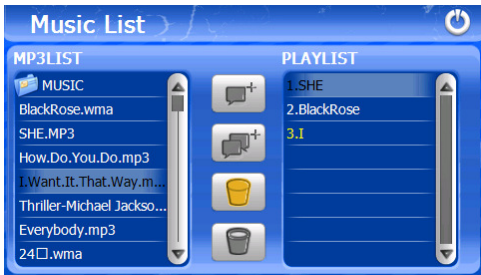 Music List
MP3LIST
MUSIC
BlackRose.wma
SHE.MP3
How.Do.You.Do.mp3
I.Want.It.That.Way.m...
Thriller-Michael Jackso...
Everybody.mp3
24□.wma
PLAYLIST
1.SHE
2.BlackRose
3.I